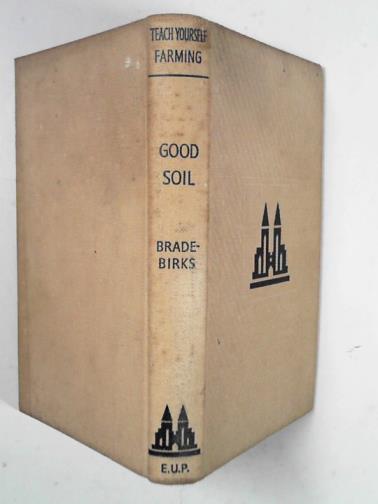 TEACH YOURSELF
FARMING
GOOD
SOIL
BRADE-
BIRKS
E.U.P.